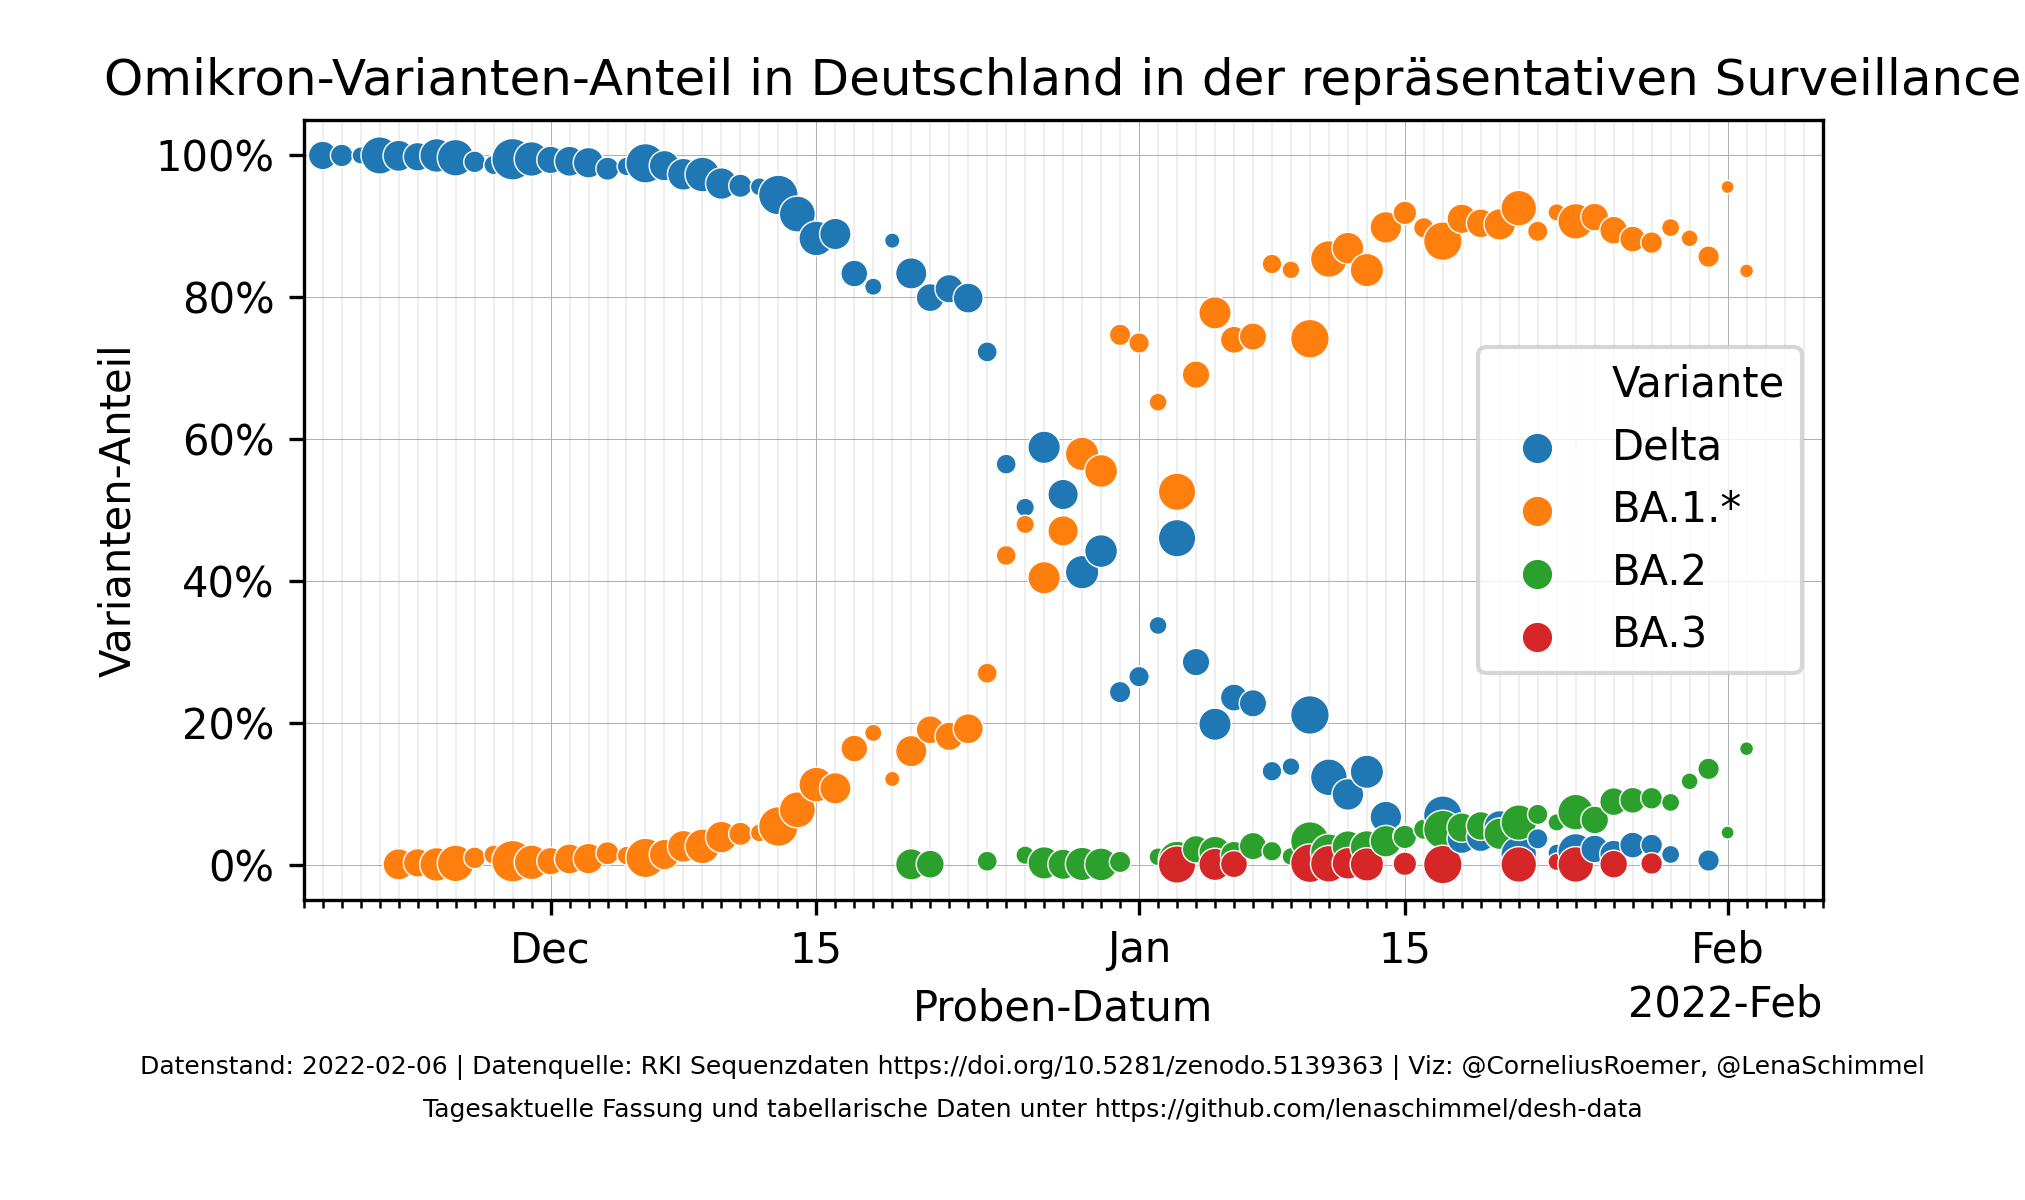 Omikron-Varianten-Anteil in Deutschland in der repräsentativen Surveillance
Varianten-Anteil
100%
80%
60%
40%
20%
0%
Variante
Delta
BA.1.*
BA.2
BA.3
Dec
15
Jan
15
Feb
2022-Feb
Proben-Datum
Datenstand: 2022-02-06 | Datenquelle: RKI Sequenzdaten https://doi.org/10.5281/zenodo.5139363 | Viz: @CorneliusRoemer, @LenaSchimmel
Tagesaktuelle Fassung und tabellarische Daten unter https://github.com/lenaschimmel/desh-data